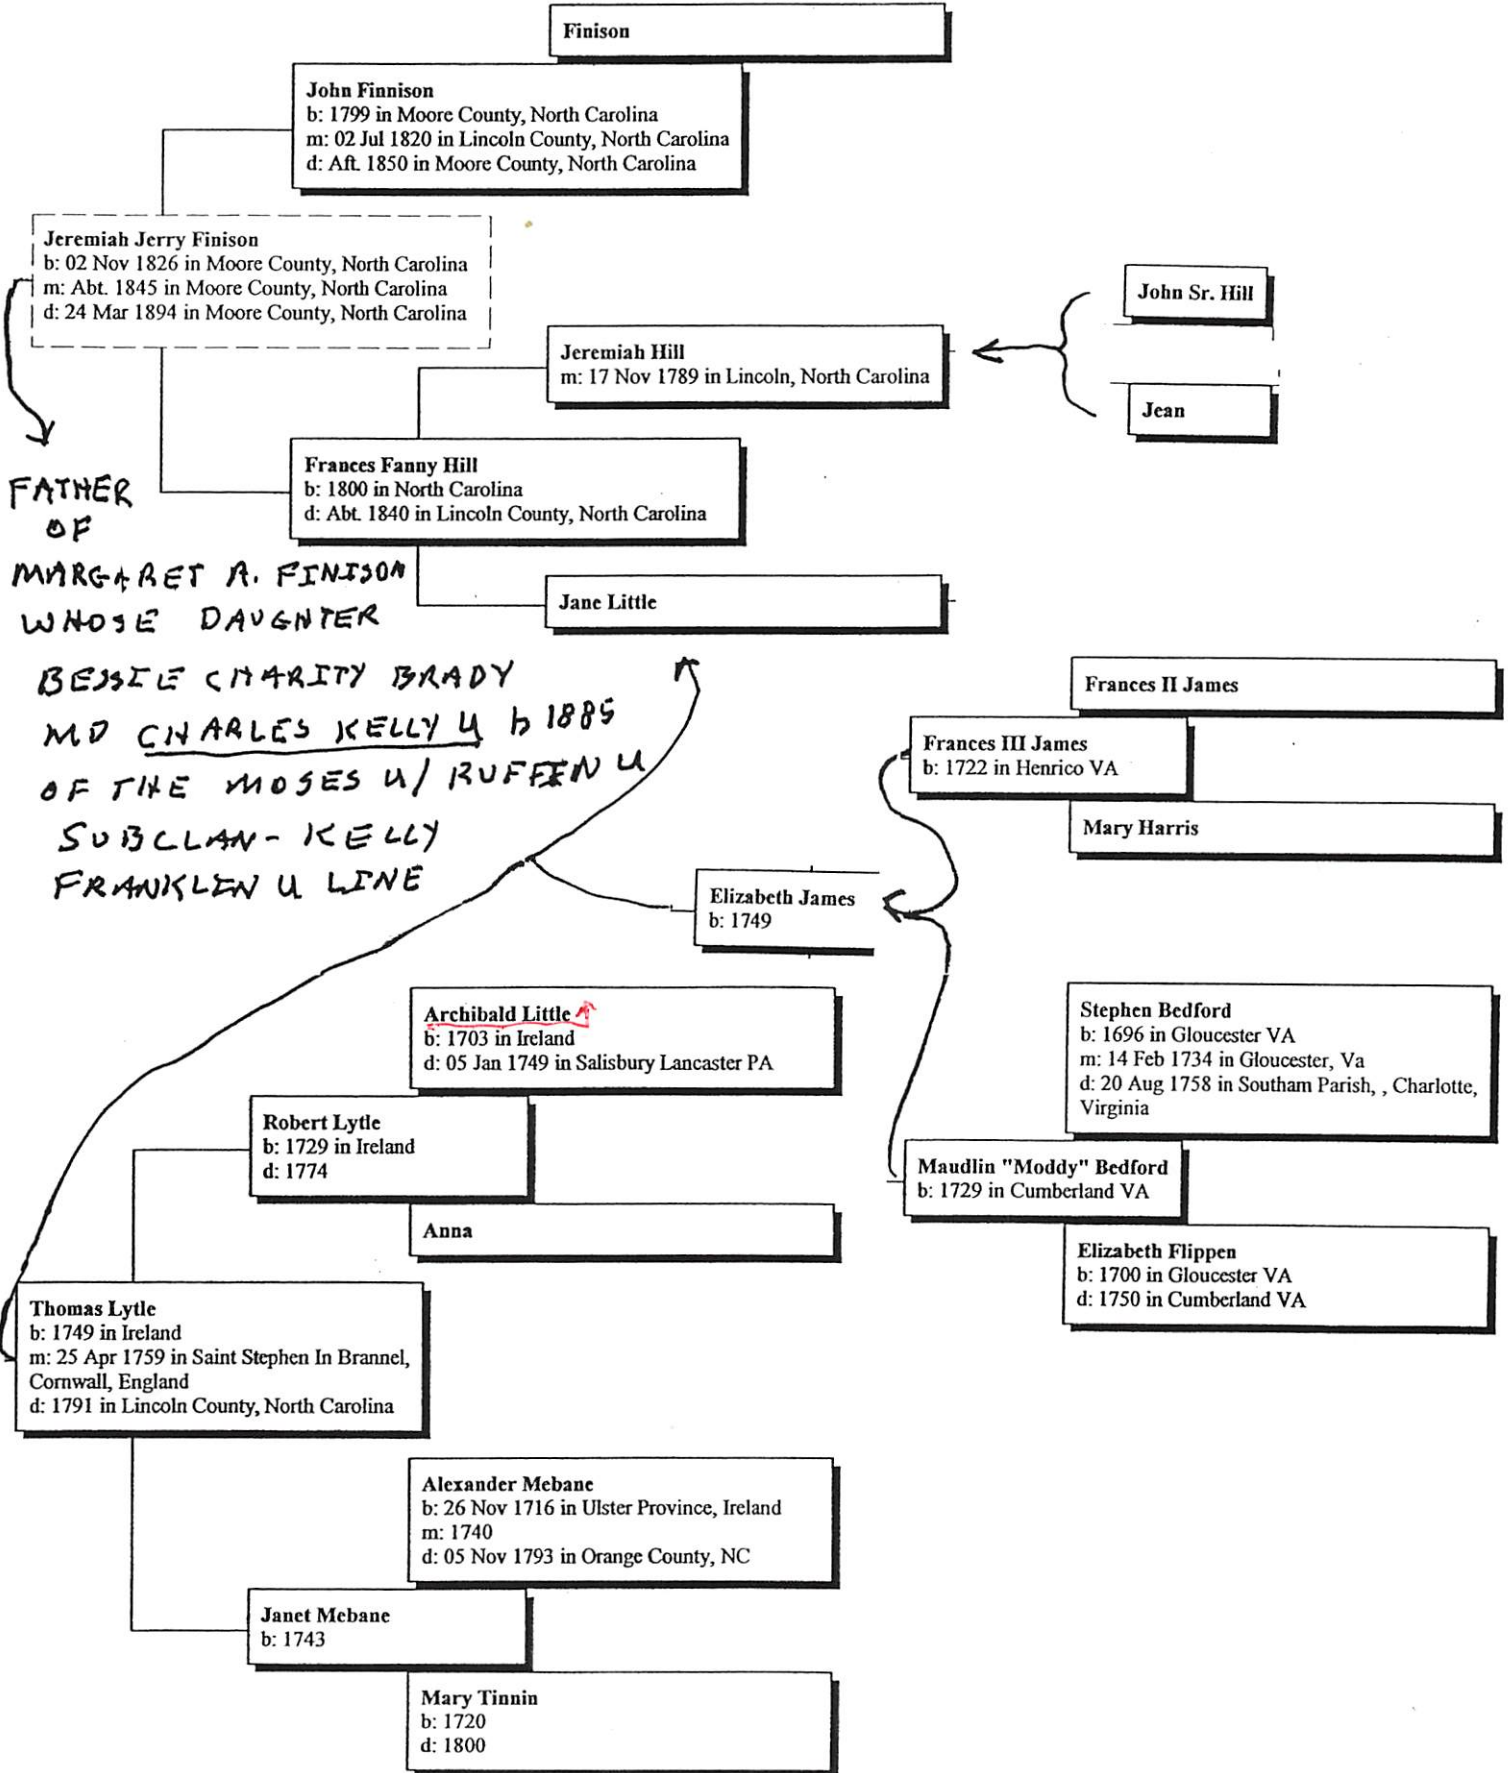 Finison
John Finnison
b: 1799 in Moore County, North Carolina
m: 02 Jul 1820 in Lincoln County, North Carolina
d: Aft. 1850 in Moore County, North Carolina
Jeremiah Jerry Finison
b: 02 Nov 1826 in Moore County, North Carolina
m: Abt. 1845 in Moore County, North Carolina
d: 24 Mar 1894 in Moore County, North Carolina
John Sr. Hill
Jeremiah Hill
m: 17 Nov 1789 in Lincoln, North Carolina
Jean
Frances Fanny Hill
b: 1800 in North Carolina
d: Abt. 1840 in Lincoln County, North Carolina
Jane Little
FATHER
OF
MARGARET A. FINISON
WHOSE DAUGHTER
BESSIE CHARITY BRADY
MD CHARLES KELLY U b 1885
OF THE MOSES U/ RUFFIN U
SUBCLAN- KELLY
FRANKLIN U LINE
Frances II James
Frances III James
b: 1722 in Henrico VA
Mary Harris
Elizabeth James
b: 1749
Archibald Little
b: 1703 in Ireland
d: 05 Jan 1749 in Salisbury Lancaster PA
Stephen Bedford
b: 1696 in Gloucester VA
m: 14 Feb 1734 in Gloucester, Va
d: 20 Aug 1758 in Southam Parish, , Charlotte,
Virginia
Robert Lytle
b: 1729 in Ireland
d: 1774
Maudlin "Moddy" Bedford
b: 1729 in Cumberland VA
Anna
Elizabeth Flippen
b: 1700 in Gloucester VA
d: 1750 in Cumberland VA
Thomas Lytle
b: 1749 in Ireland
m: 25 Apr 1759 in Saint Stephen In Brannel,
Cornwall, England
d: 1791 in Lincoln County, North Carolina
Alexander Mebane
b: 26 Nov 1716 in Ulster Province, Ireland
m: 1740
d: 05 Nov 1793 in Orange County, NC
Janet Mebane
b: 1743
Mary Tinnin
b: 1720
d: 1800